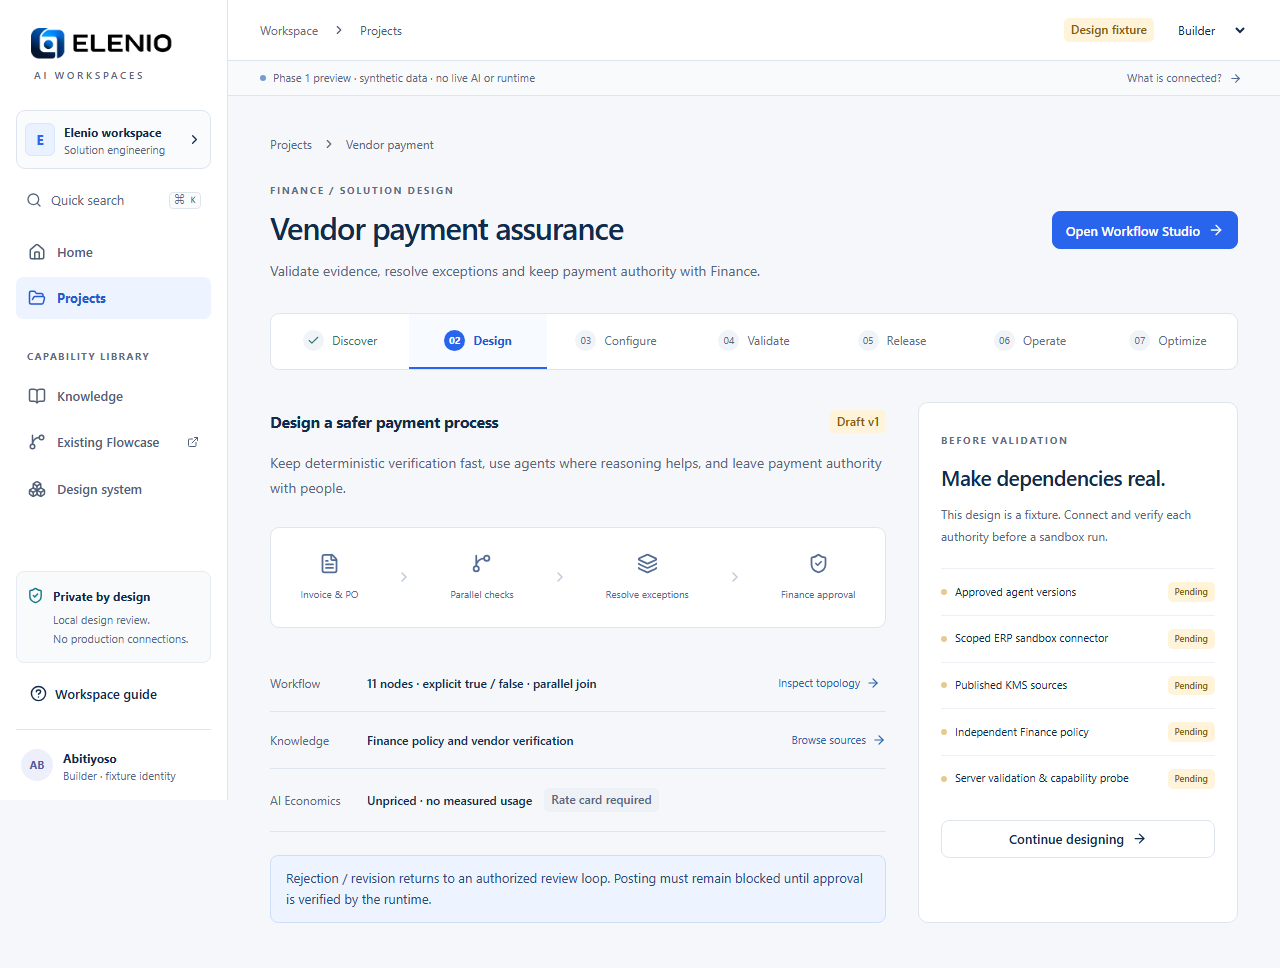 ELENIO
AI WORKSPACES
E
Elenio workspace
Solution engineering
Quick search
⌘ K
Home
Projects
CAPABILITY LIBRARY
Knowledge
Existing Flowcase
Design system
Private by design
Local design review.
No production connections.
Workspace guide
AB
Abitiyoso
Builder · fixture identity
Workspace
Projects
Design fixture
Builder
Phase 1 preview · synthetic data · no live AI or runtime
What is connected?
Projects
Vendor payment
FINANCE / SOLUTION DESIGN
Vendor payment assurance
Open Workflow Studio
Validate evidence, resolve exceptions and keep payment authority with Finance.
Discover
02 Design
03 Configure
04 Validate
05 Release
06 Operate
07 Optimize
Design a safer payment process
Draft v1
Keep deterministic verification fast, use agents where reasoning helps, and leave payment authority
with people.
Invoice & PO
Parallel checks
Resolve exceptions
Finance approval
Workflow
11 nodes · explicit true / false · parallel join
Inspect topology
Knowledge
Finance policy and vendor verification
Browse sources
AI Economics
Unpriced · no measured usage
Rate card required
Rejection / revision returns to an authorized review loop. Posting must remain blocked until approval
is verified by the runtime.
BEFORE VALIDATION
Make dependencies real.
This design is a fixture. Connect and verify each
authority before a sandbox run.
Approved agent versions
Pending
Scoped ERP sandbox connector
Pending
Published KMS sources
Pending
Independent Finance policy
Pending
Server validation & capability probe
Pending
Continue designing